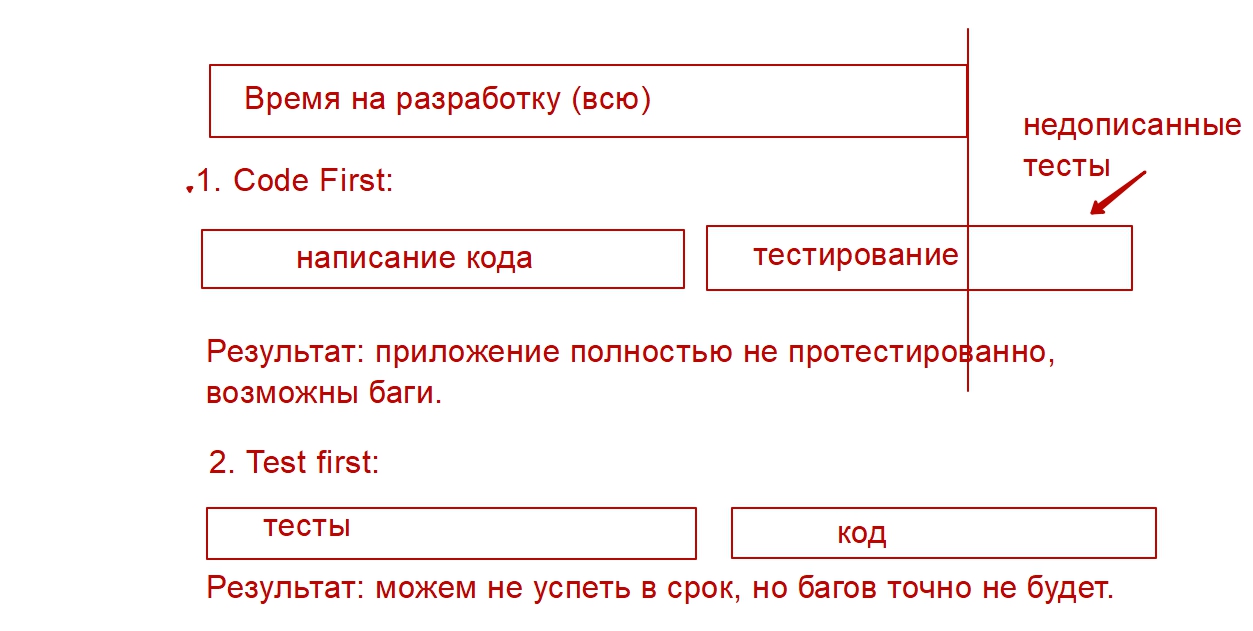 Время на разработку (всю)
недописанные
тесты
1. Code First:
написание кода
тестирование
Результат: приложение полностью не протестированно,
возможны баги.
2. Test first:
тесты
код
Результат: можем не успеть в срок, но багов точно не будет.